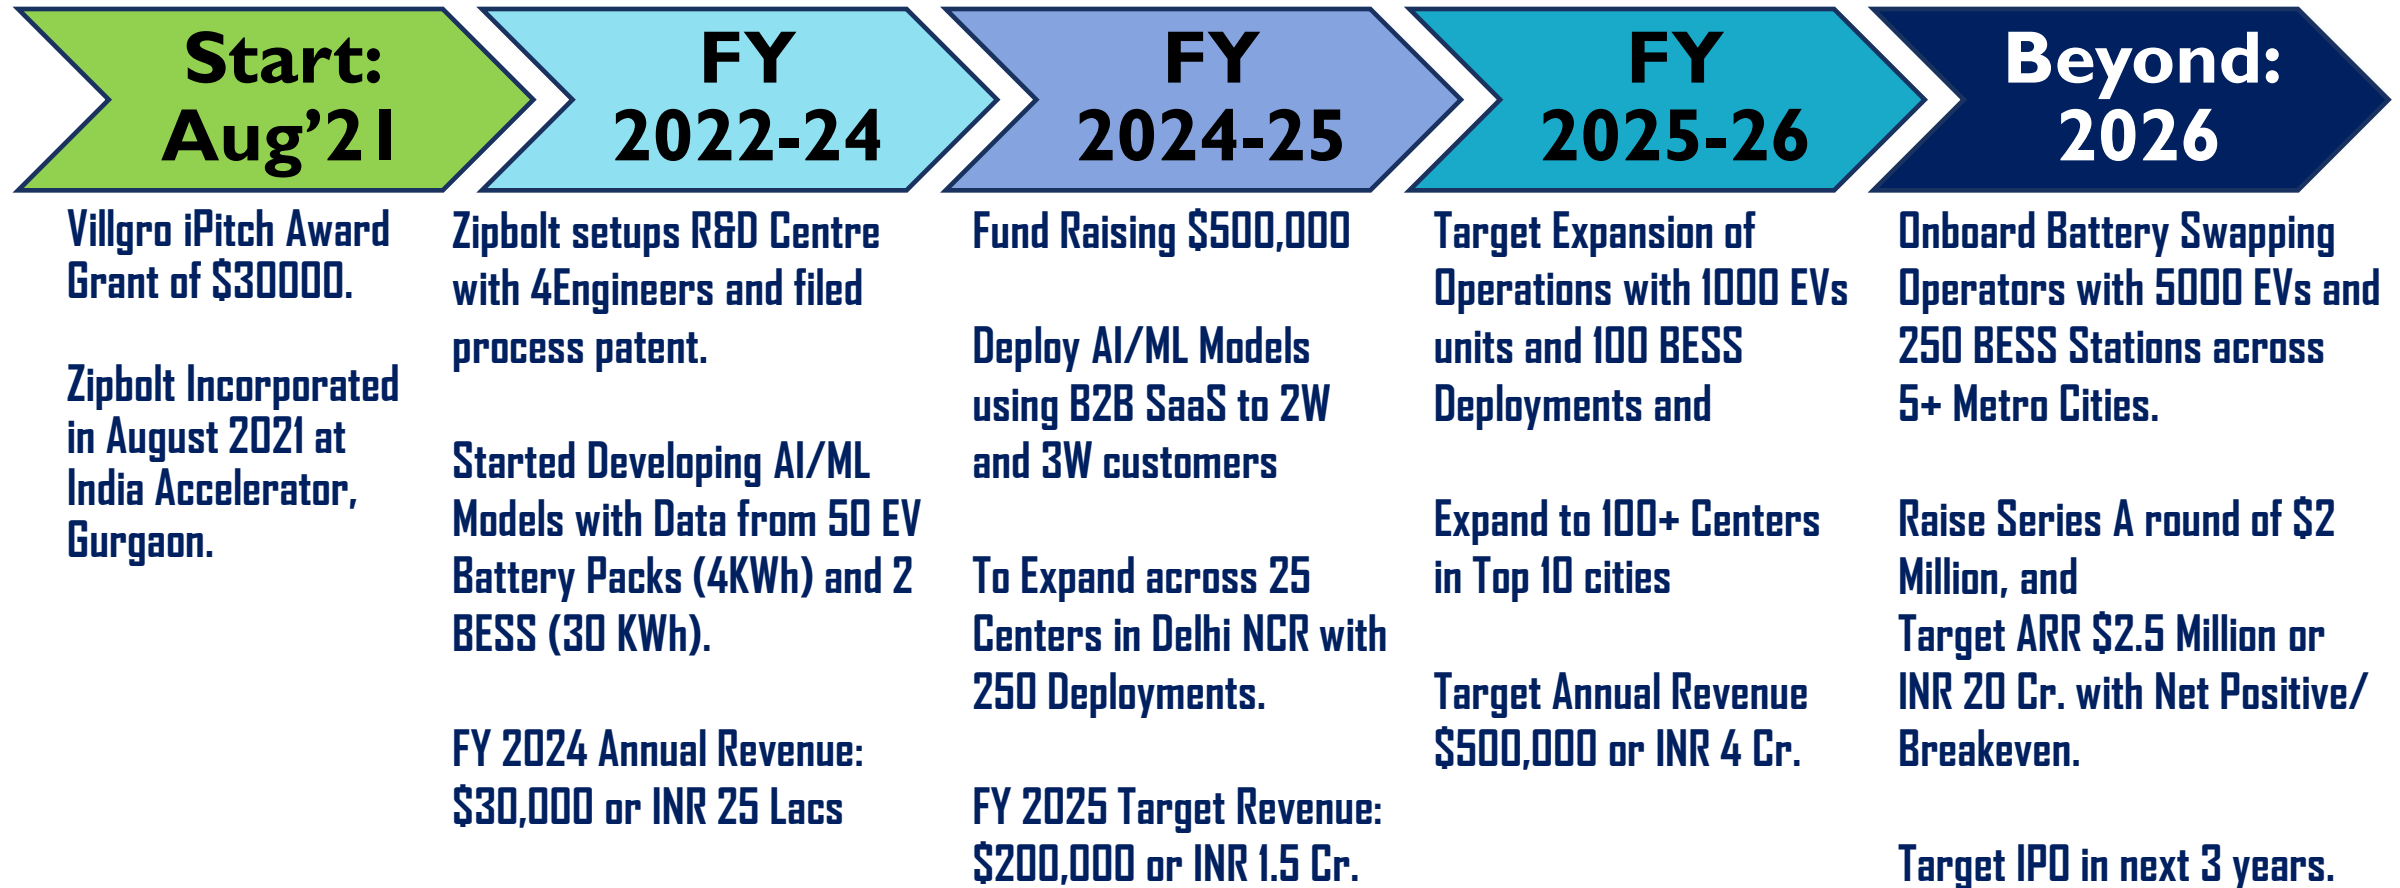 Start:
Aug’21
FY
2022-24
FY
2024-25
FY
2025-26
Beyond:
2026
Villgro iPitch Award
Grant of $30000.
Zipbolt Incorporated
in August 2021 at
India Accelerator,
Gurgaon.
Zipbolt setups R&D Centre
with 4Engineers and filed
process patent.
Started Developing AI/ML
Models with Data from 50 EV
Battery Packs (4KWh) and 2
BESS (30 KWh).
FY 2024 Annual Revenue:
$30,000 or INR 25 Lacs
Fund Raising $500,000
Deploy AI/ML Models
using B2B SaaS to 2W
and 3W customers
To Expand across 25
Centers in Delhi NCR with
250 Deployments.
FY 2025 Target Revenue:
$200,000 or INR 1.5 Cr.
Target Expansion of
Operations with 1000 EVs
units and 100 BESS
Deployments and
Expand to 100+ Centers
in Top 10 cities
Target Annual Revenue
$500,000 or INR 4 Cr.
Onboard Battery Swapping
Operators with 5000 EVs and
250 BESS Stations across
5+ Metro Cities.
Raise Series A round of $2
Million, and
Target ARR $2.5 Million or
INR 20 Cr. with Net Positive/
Breakeven.
Target IPO in next 3 years.